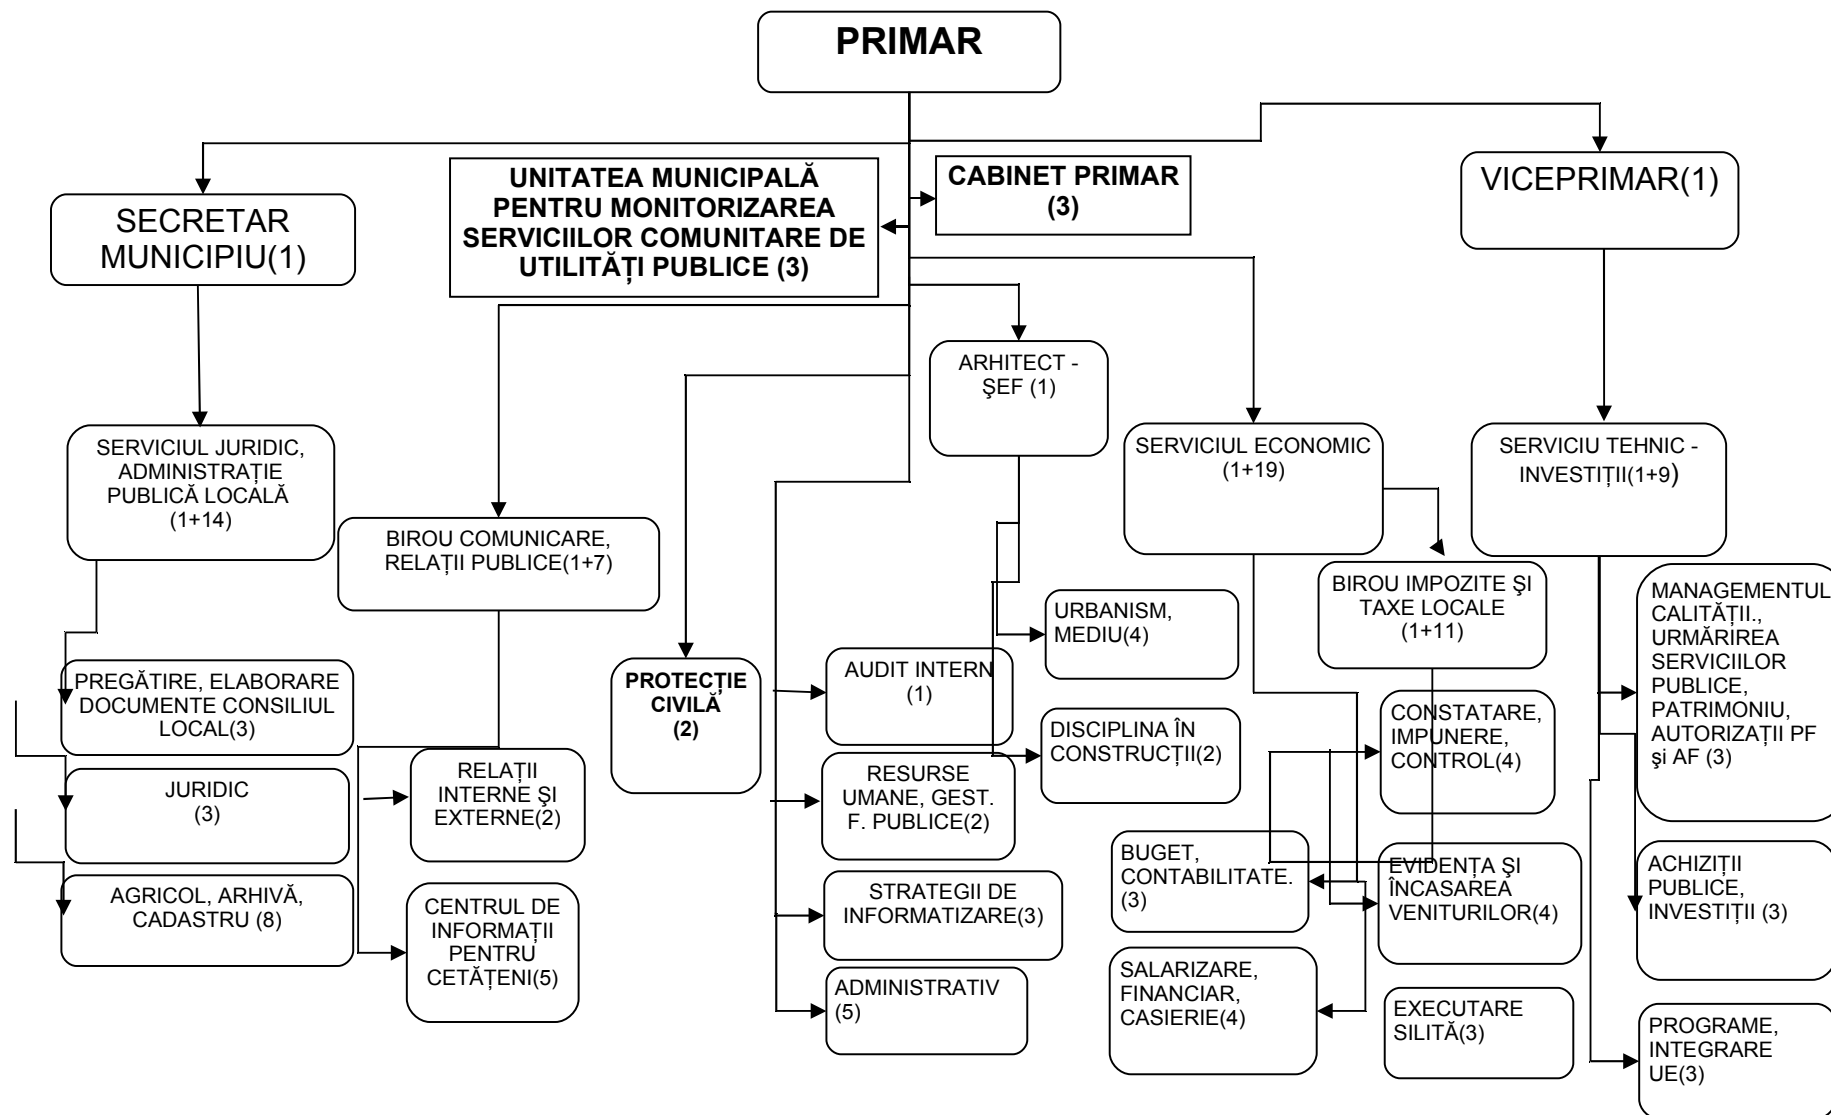 PRIMAR
UNITATEA MUNICIPALĂ
PENTRU MONITORIZAREA
SERVICIILOR COMUNITARE DE
UTILITĂȚI PUBLICE (3)
CABINET PRIMAR
(3)
VICEPRIMAR(1)
SECRETAR
MUNICIPIU(1)
ARHITECT -
ŞEF (1)
SERVICIUL JURIDIC,
ADMINISTRAȚIE
PUBLICĂ LOCALĂ
(1+14)
SERVICIUL ECONOMIC
(1+19)
SERVICIU TEHNIC -
INVESTIȚII(1+9)
BIROU COMUNICARE,
RELAȚII PUBLICE(1+7)
BIROU IMPOZITE ŞI
TAXE LOCALE
(1+11)
MANAGEMENTUL
CALITĂȚII.,
URMĂRIREA
SERVICIILOR
PUBLICE,
PATRIMONIU,
AUTORIZAȚII PF
şi AF (3)
URBANISM,
MEDIU(4)
PREGĂTIRE, ELABORARE
DOCUMENTE CONSILIUL
LOCAL(3)
PROTECȚIE
CIVILĂ
(2)
AUDIT INTERN
(1)
DISCIPLINA ÎN
CONSTRUCȚII(2)
CONSTATARE,
IMPUNERE,
CONTROL(4)
JURIDIC
(3)
RELAȚII
INTERNE ŞI
EXTERNE(2)
RESURSE
UMANE, GEST.
F. PUBLICE(2)
BUGET,
CONTABILITATE.
(3)
EVIDENȚA ŞI
ÎNCASAREA
VENITURILOR(4)
ACHIZIȚII
PUBLICE,
INVESTIȚII (3)
AGRICOL, ARHIVĂ,
CADASTRU (8)
CENTRUL DE
INFORMAȚII
PENTRU
CETĂȚENI(5)
STRATEGII DE
INFORMATIZARE(3)
SALARIZARE,
FINANCIAR,
CASIERIE(4)
ADMINISTRATIV
(5)
EXECUTARE
SILITĂ(3)
PROGRAME,
INTEGRARE
UE(3)